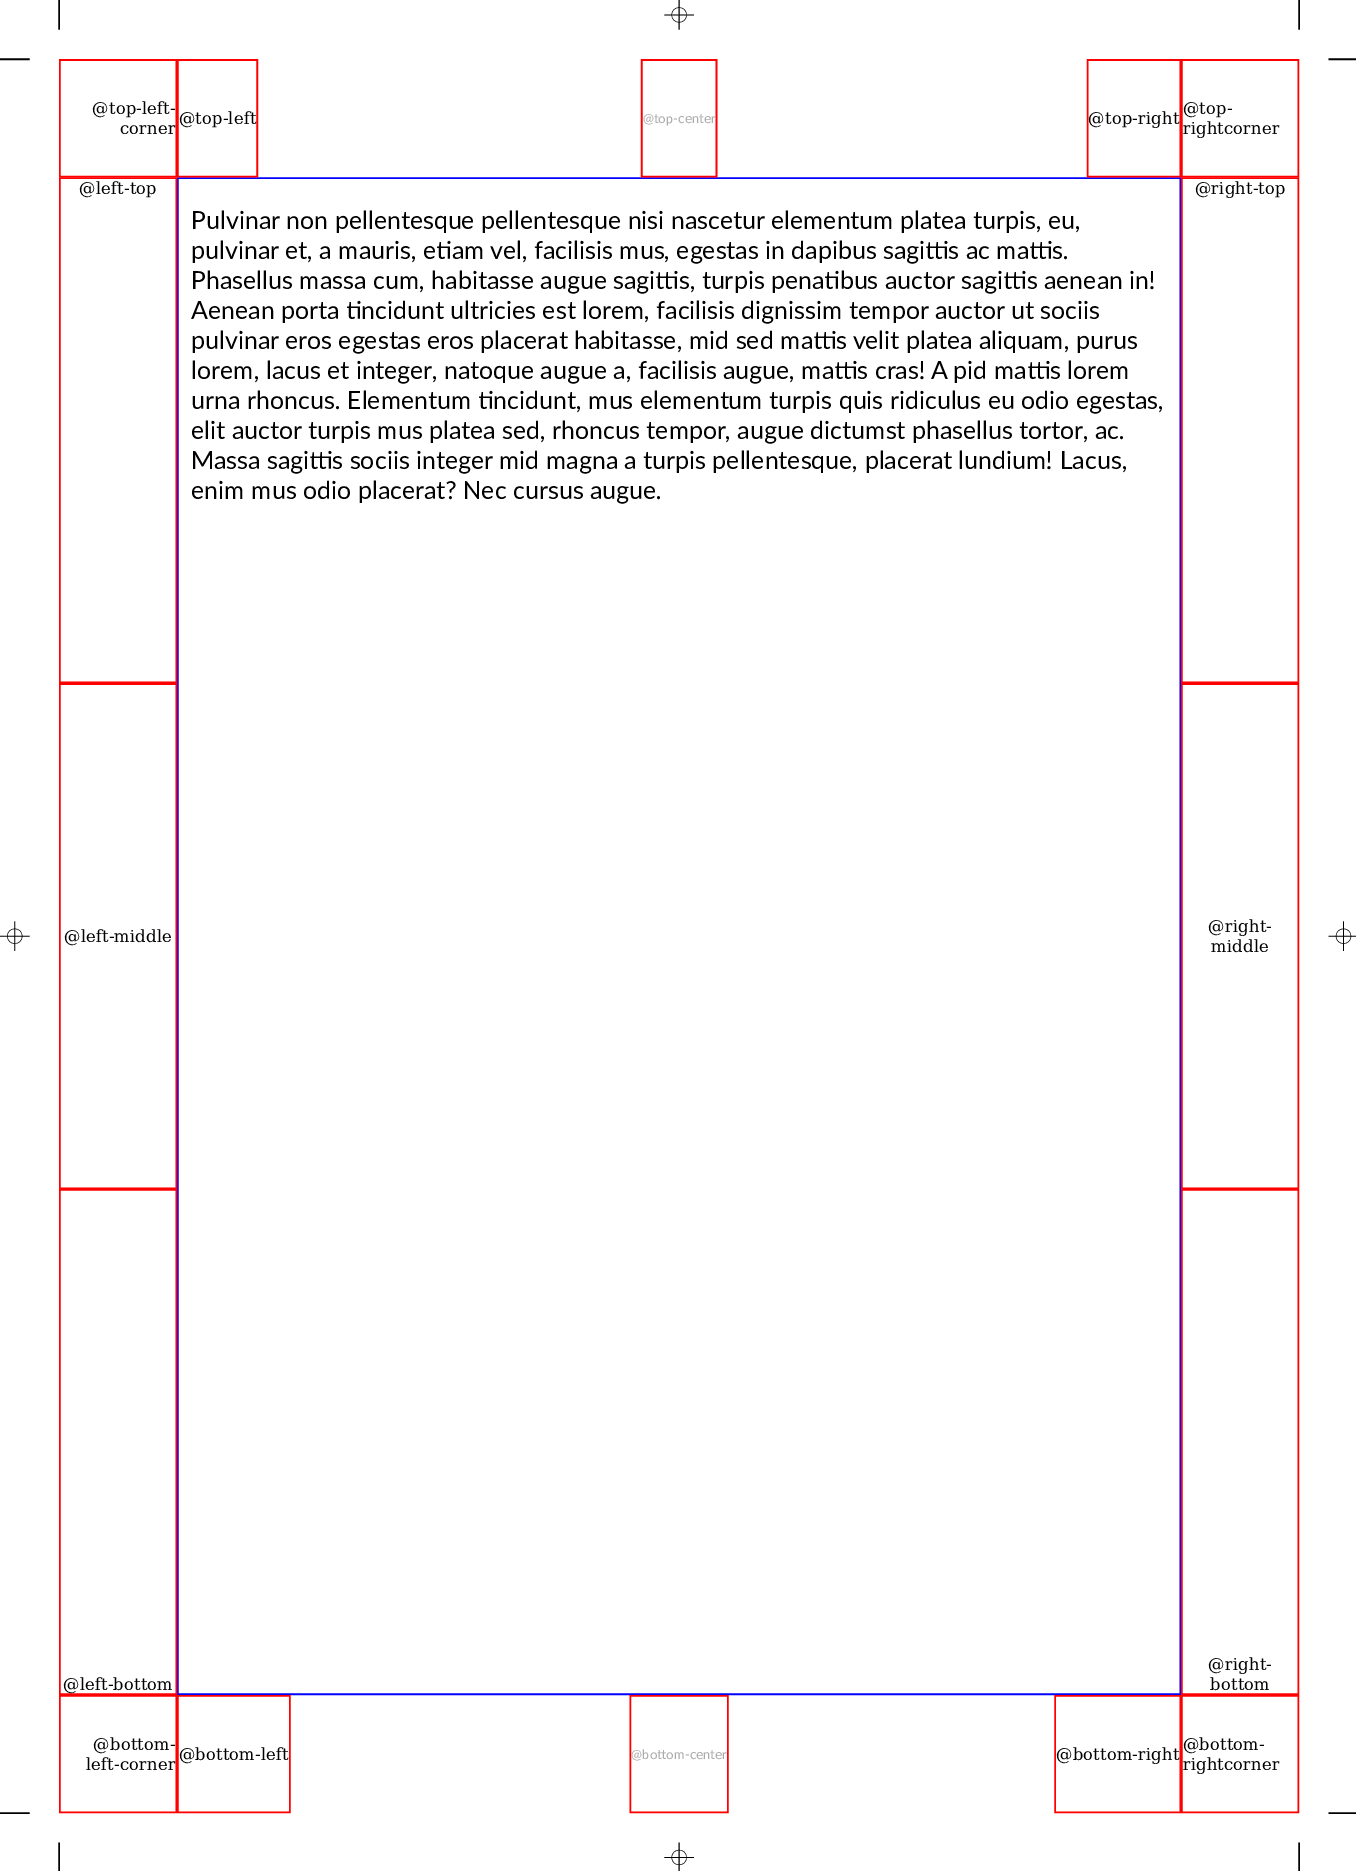 @top-left-
corner
@top-left
@top-center
@top-right
@top-
rightcorner
@left-top
@right-top
Pulvinar non pellentesque pellentesque nisi nascetur elementum platea turpis, eu,
pulvinar et, a mauris, etiam vel, facilisis mus, egestas in dapibus sagittis ac mattis.
Phasellus massa cum, habitasse augue sagittis, turpis penatibus auctor sagittis aenean in!
Aenean porta tincidunt ultricies est lorem, facilisis dignissim tempor auctor ut sociis
pulvinar eros egestas eros placerat habitasse, mid sed mattis velit platea aliquam, purus
lorem, lacus et integer, natoque augue a, facilisis augue, mattis cras! A pid mattis lorem
urna rhoncus. Elementum tincidunt, mus elementum turpis quis ridiculus eu odio egestas,
elit auctor turpis mus platea sed, rhoncus tempor, augue dictumst phasellus tortor, ac.
Massa sagittis sociis integer mid magna a turpis pellentesque, placerat lundium! Lacus,
enim mus odio placerat? Nec cursus augue.
@left-middle
@right-
middle
@left-bottom
@right-
bottom
@bottom-
left-corner
@bottom-left
@bottom-center
@bottom-right
@bottom-
rightcorner